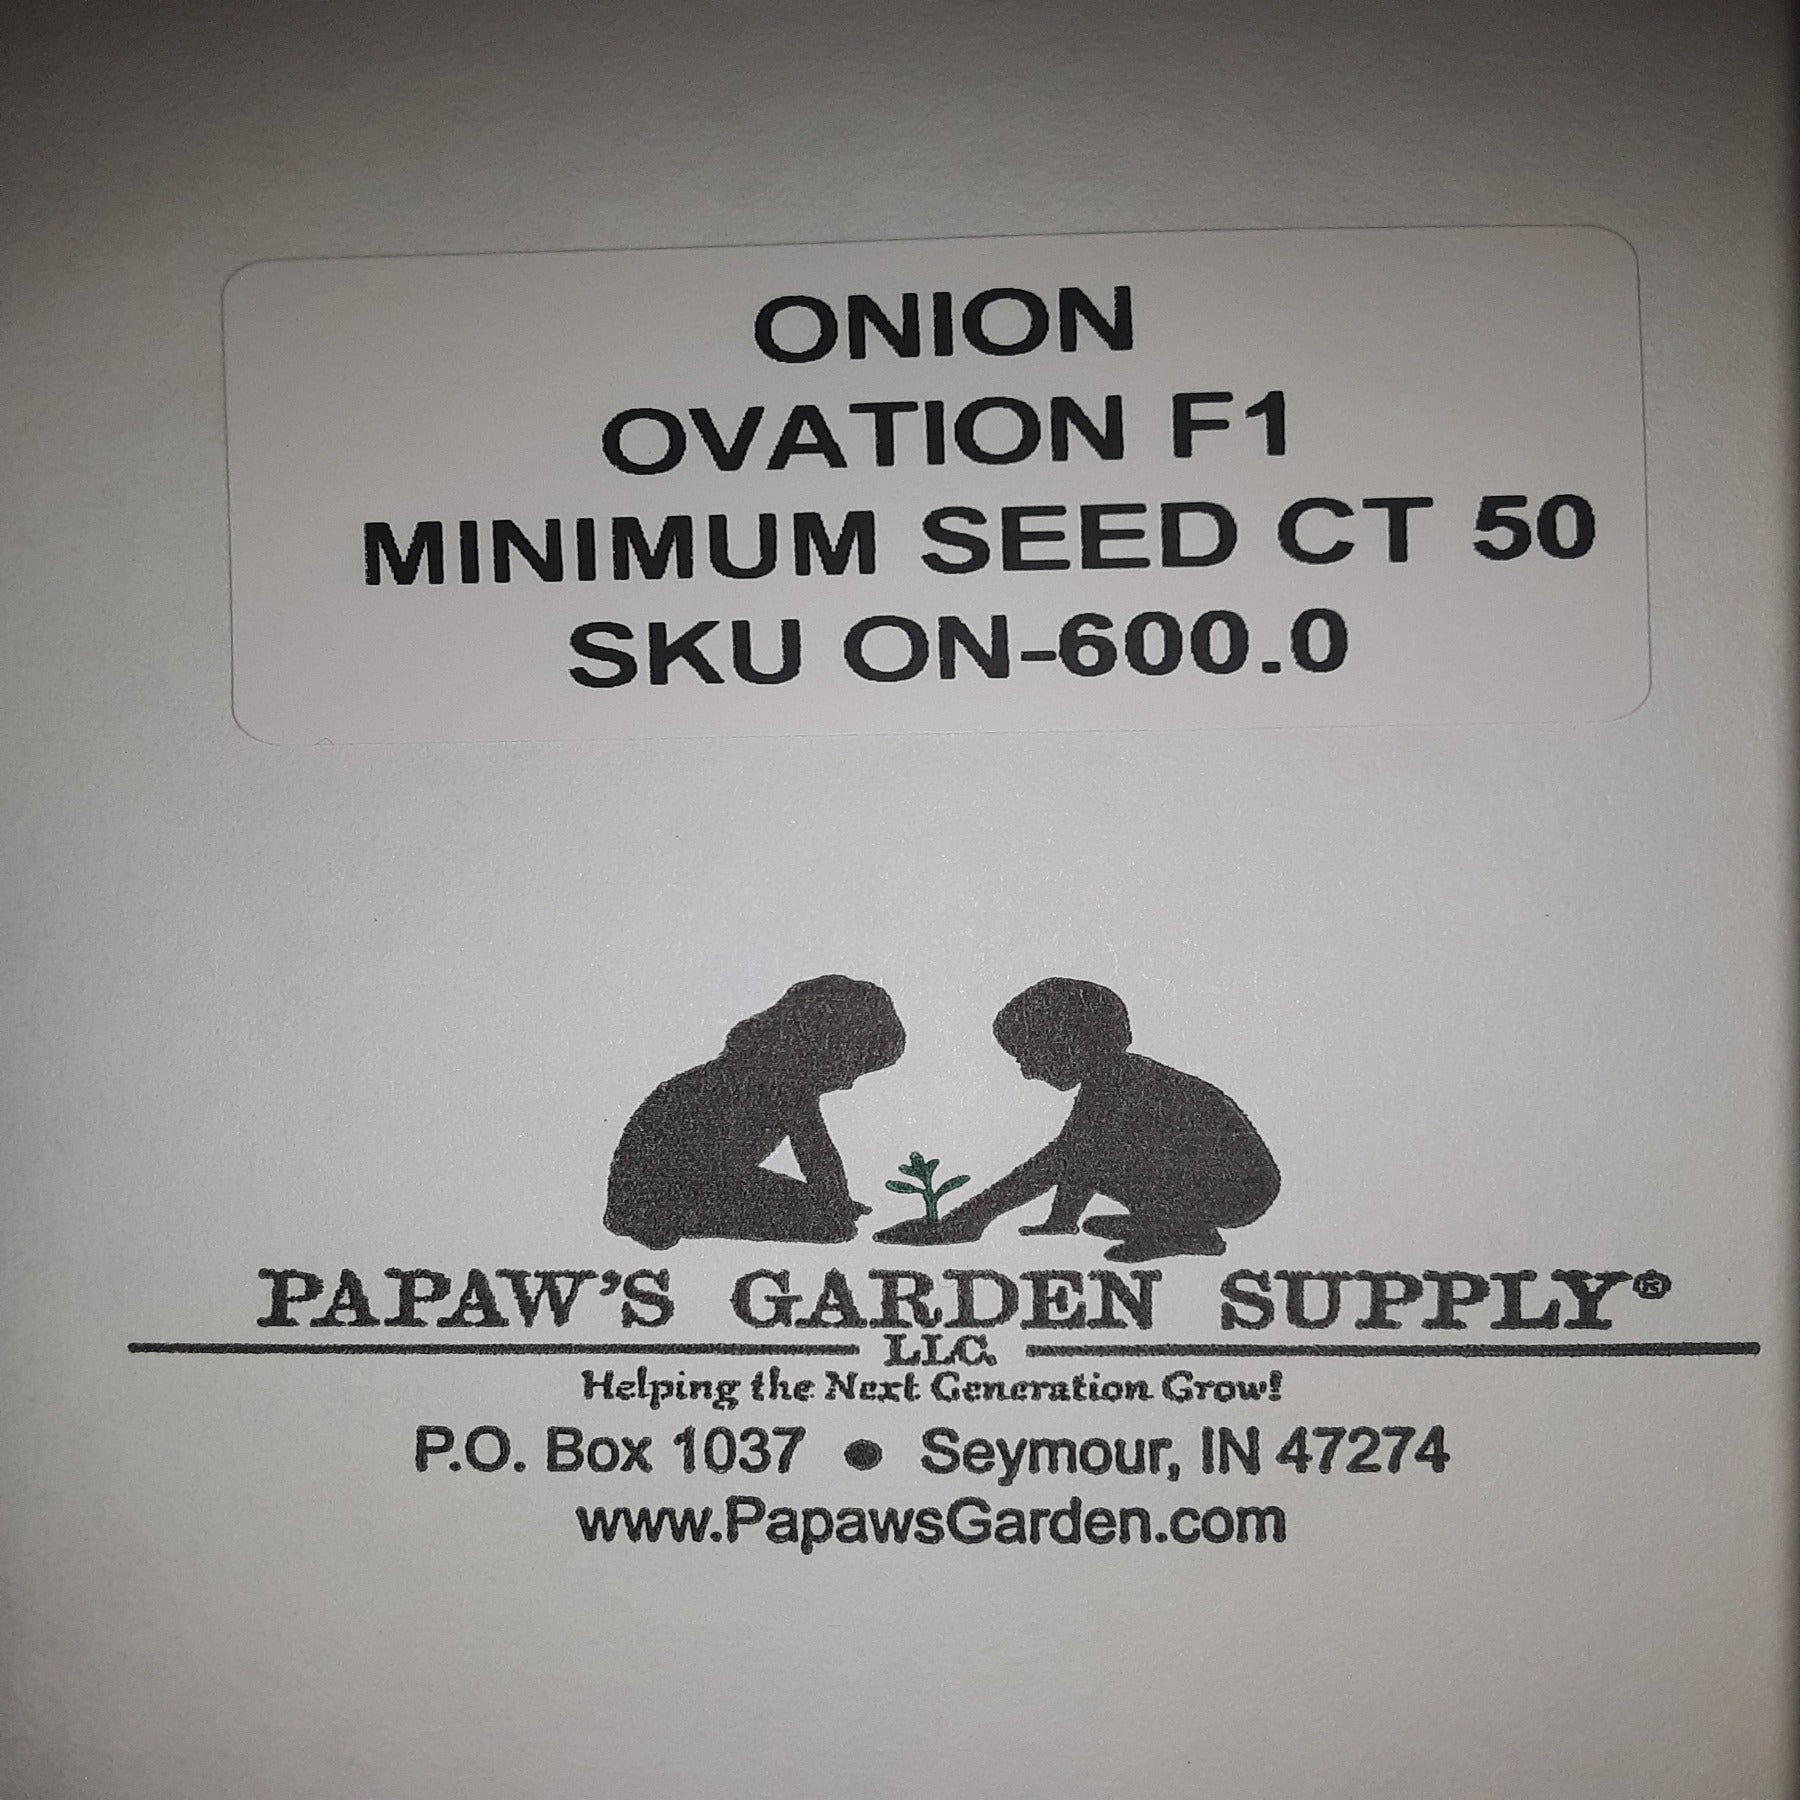 ONION
OVATION F1
MINIMUM SEED CT 50
SKU ON-600.0
PAPAW'S GARDEN SUPPLY®
LLC.
Helping the Next Generation Grow!
P.O. Box 1037 ● Seymour, IN 47274
www.PapawsGarden.com